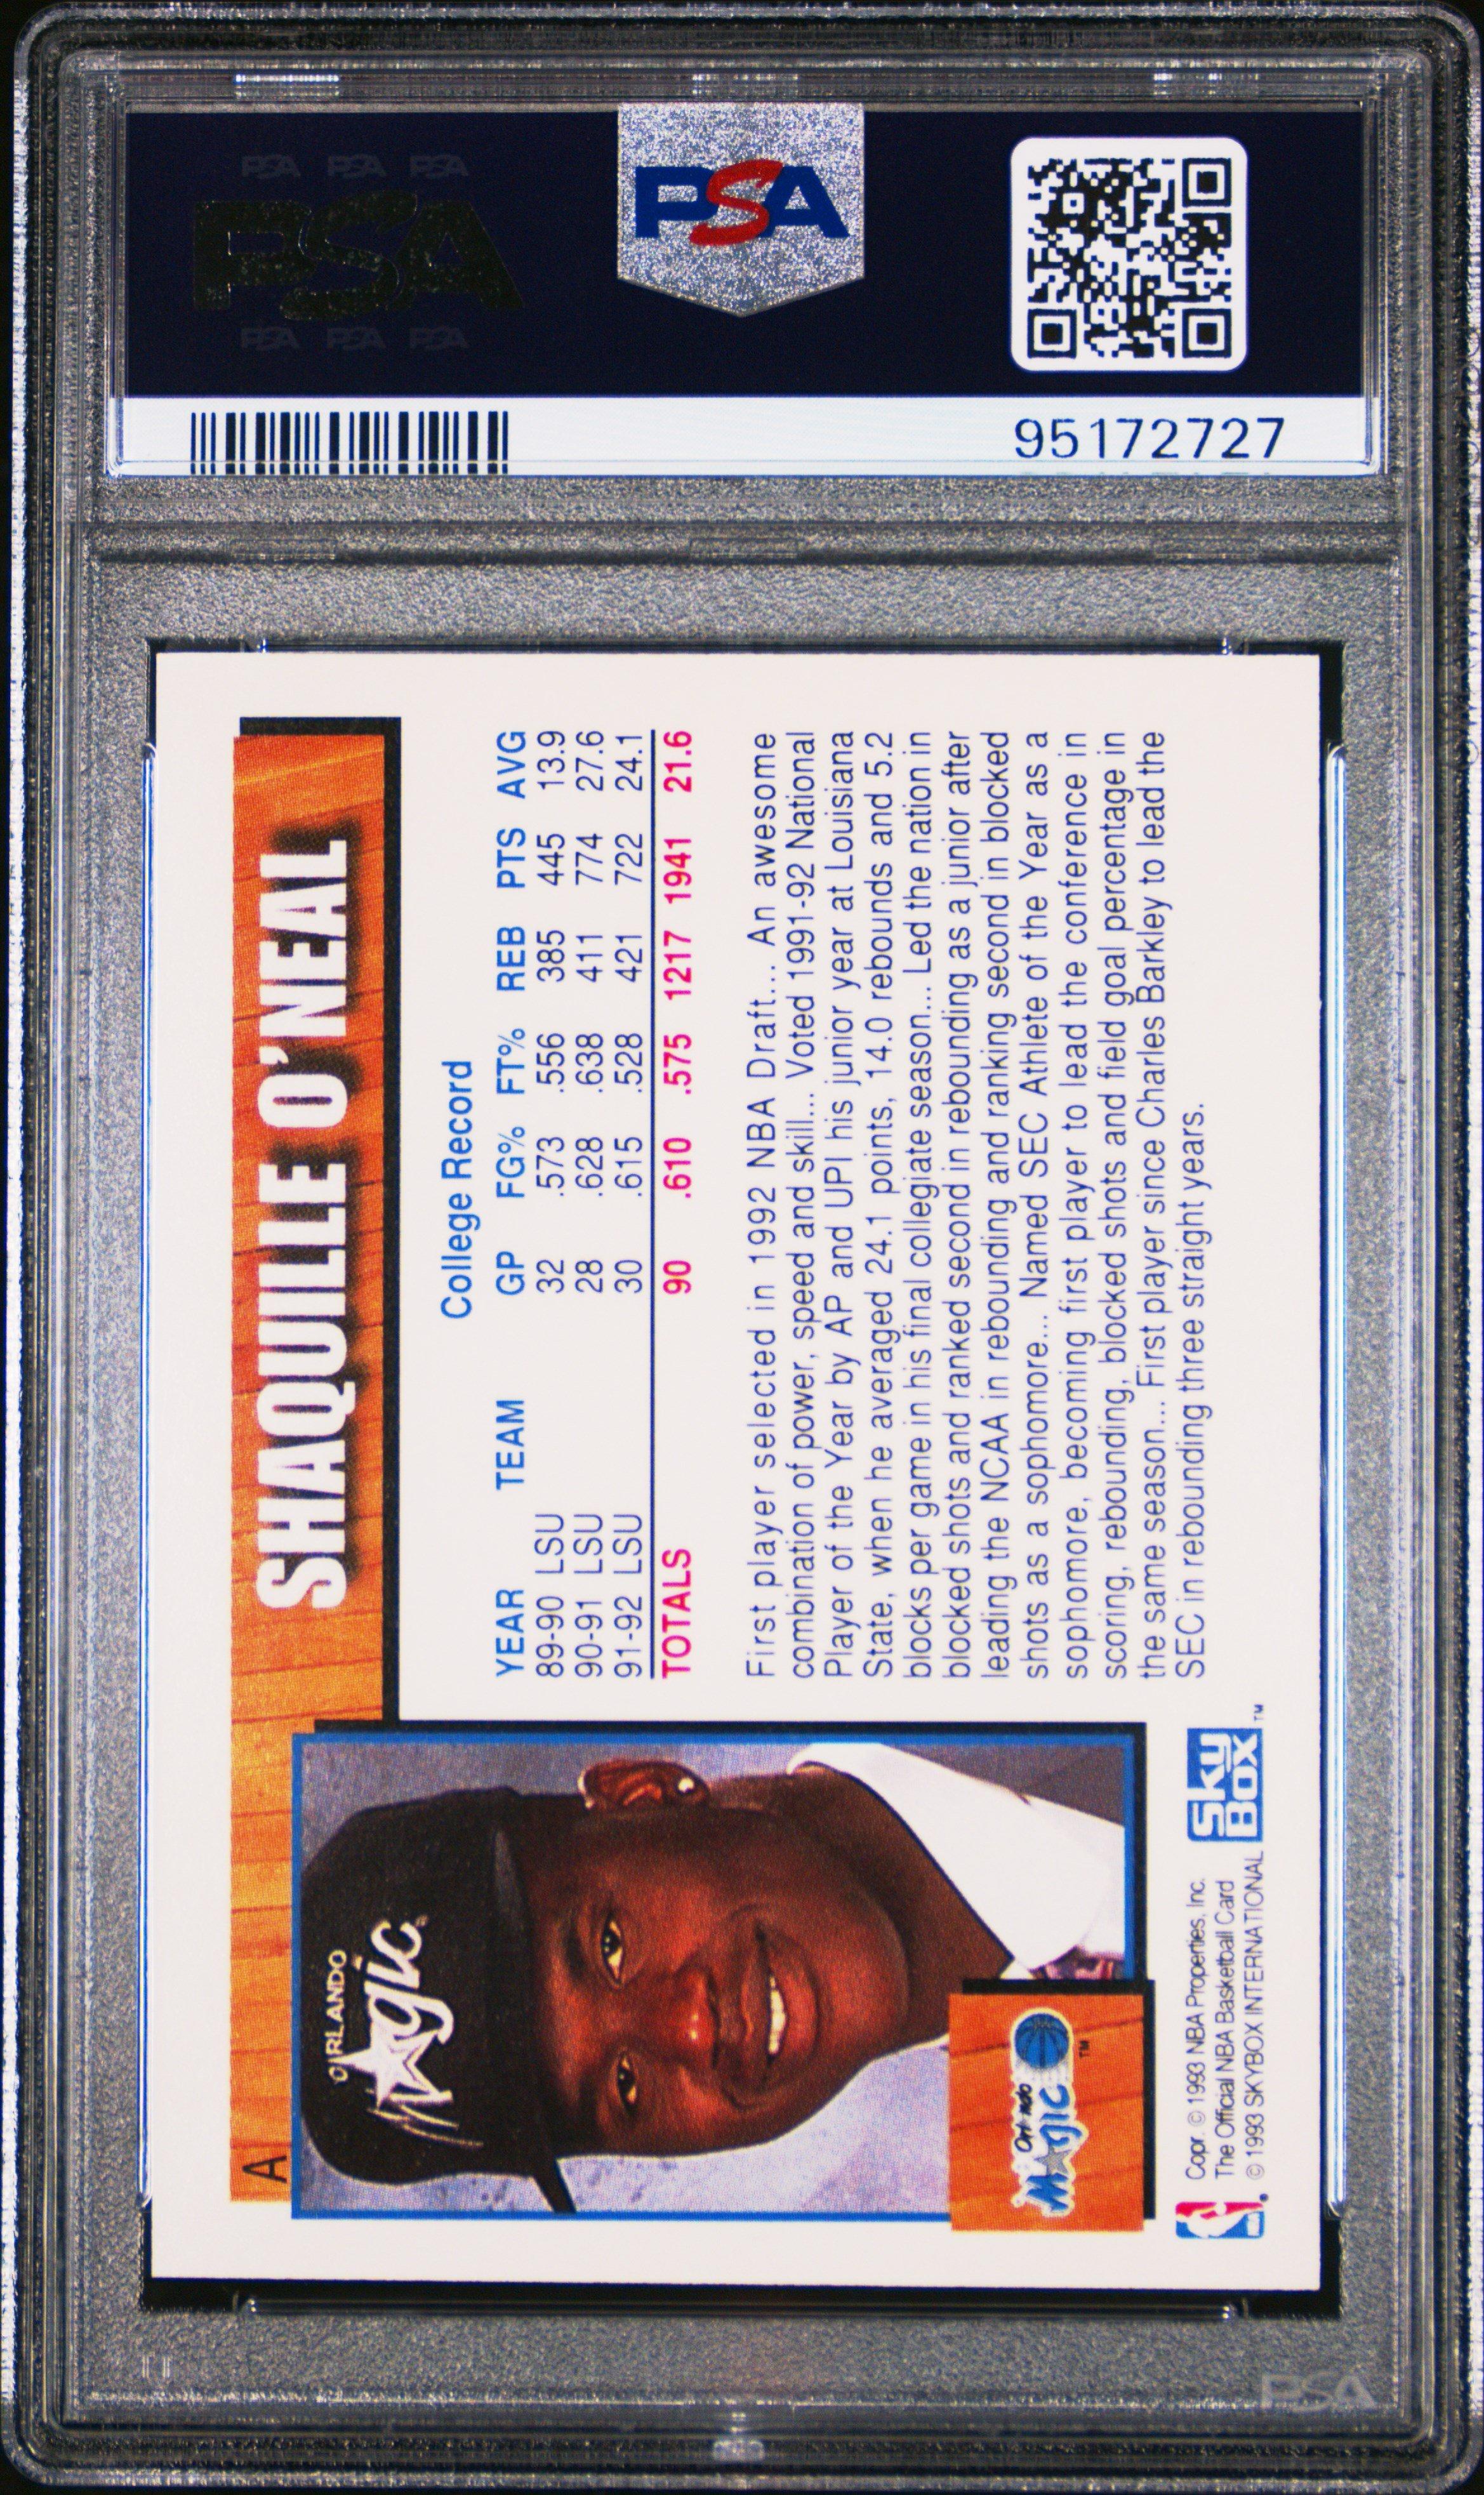 PSA PSA PSA
PSA
PSA PSA PSA
PSA
95172727
A
SHAQUILLE O'NEAL
ORLANDO
Magic
College Record
YEAR TEAM GP FG% FT% REB PTS AVG
89-90 LSU 32 .573 .556 385 445 13.9
90-91 LSU 28 .628 .638 411 774 27.6
91-92 LSU 30 .615 .528 421 722 24.1
TOTALS 90 .610 .575 1217 1941 21.6
First player selected in 1992 NBA Draft... An awesome
combination of power, speed and skill... Voted 1991-92 National
Player of the Year by AP and UPI his junior year at Louisiana
State, when he averaged 24.1 points, 14.0 rebounds and 5.2
blocks per game in his final collegiate season... Led the nation in
blocked shots and ranked second in rebounding as a junior after
leading the NCAA in rebounding and ranking second in blocked
shots as a sophomore... Named SEC Athlete of the Year as a
sophomore, becoming first player to lead the conference in
scoring, rebounding, blocked shots and field goal percentage in
the same season... First player since Charles Barkley to lead the
SEC in rebounding three straight years.
Orlando
Magic
TM
Copr. © 1993 NBA Properties, Inc.
The Official NBA Basketball Card
© 1993 SKYBOX INTERNATIONAL
SKY
BOX
TM
PSA